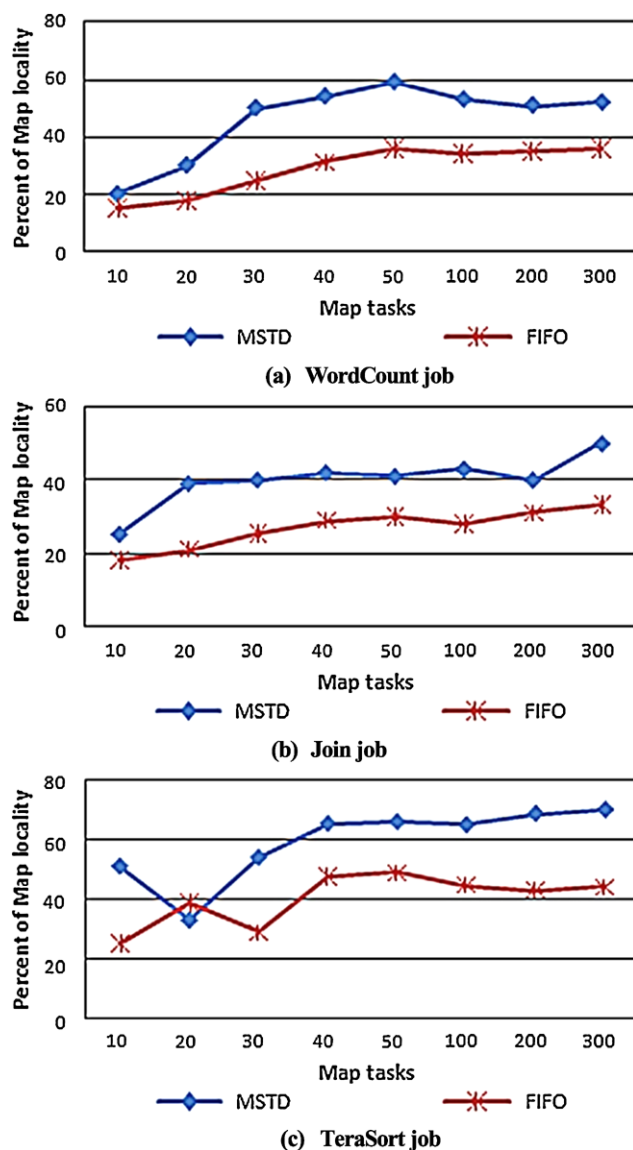 Percent of Map locality
80
60
40
20
0
10 20 30 40 50 100 200 300
Map tasks
MSTD FIFO
(a) WordCount job
Percent of Map locality
60
40
20
0
10 20 30 40 50 100 200 300
Map tasks
MSTD FIFO
(b) Join job
Percent of Map locality
80
60
40
20
0
10 20 30 40 50 100 200 300
Map tasks
MSTD FIFO
(c) TeraSort job